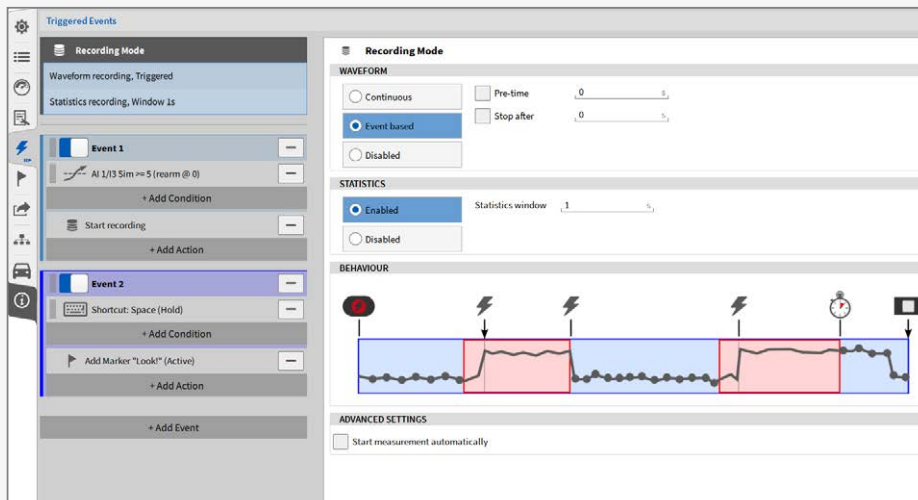 Triggered Events
Recording Mode
Waveform recording, Triggered
Statistics recording, Window 1s
Event 1
AI 1/I3 Sim >= 5 (rearm @ 0)
+ Add Condition
Start recording
+ Add Action
Event 2
Shortcut: Space (Hold)
+ Add Condition
Add Marker "Look!" (Active)
+ Add Action
+ Add Event
Recording Mode
WAVEFORM
Continuous
Pre-time 0 s
Event based
Stop after 0 s
Disabled
STATISTICS
Enabled
Statistics window 1 s
Disabled
BEHAVIOUR
ADVANCED SETTINGS
Start measurement automatically